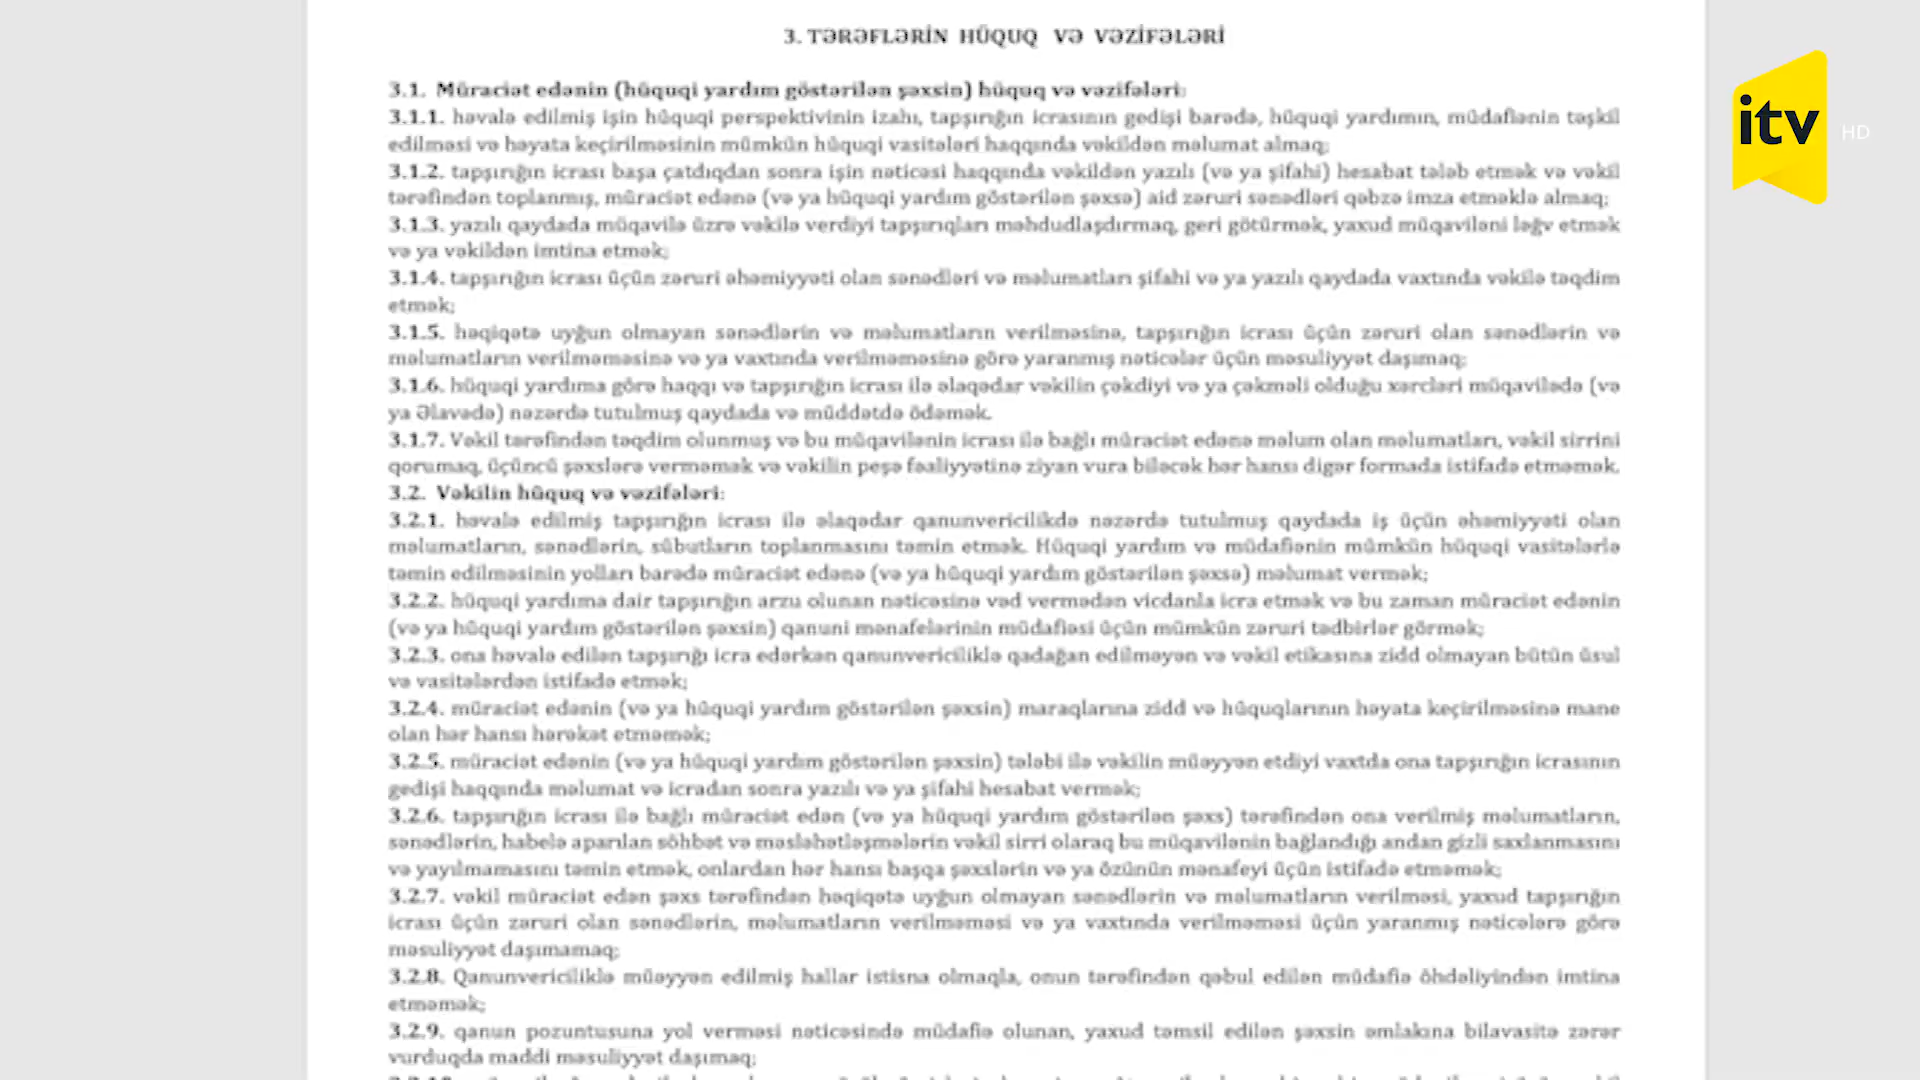 3. TƏRƏFLƏRİN HÜQUQ VƏ VƏZİFƏLƏRİ
3.1. Müraciət edənin (hüquqi yardım göstərilən şəxsin) hüquq və vəzifələri:
3.1.1. həvalə edilmiş işin hüquqi perspektivinin izahı, tapşırığın icrasının gedişi barədə, hüquqi yardımın, müdafiənin təşkil
edilməsi və həyata keçirilməsinin mümkün hüquqi vasitələri haqqında vəkildən məlumat almaq;
3.1.2. tapşırığın icrası başa çatdıqdan sonra işin nəticəsi haqqında vəkildən yazılı (və ya şifahi) hesabat tələb etmək və vəkil
tərəfindən toplanmış, müraciət edənə (və ya hüquqi yardım göstərilən şəxsə) aid zəruri sənədləri qəbzə imza etməklə almaq;
3.1.3. yazılı qaydada müqavilə üzrə vəkilə verdiyi tapşırıqları məhdudlaşdırmaq, geri götürmək, yaxud müqaviləni ləğv etmək
və ya vəkildən imtina etmək;
3.1.4. tapşırığın icrası üçün zəruri əhəmiyyəti olan sənədləri və məlumatları şifahi və ya yazılı qaydada vaxtında vəkilə təqdim
etmək;
3.1.5. həqiqətə uyğun olmayan sənədlərin və məlumatların verilməsinə, tapşırığın icrası üçün zəruri olan sənədlərin və
məlumatların verilməməsinə və ya vaxtında verilməməsinə görə yaranmış nəticələr üçün məsuliyyət daşımaq;
3.1.6. hüquqi yardıma görə haqqı və tapşırığın icrası ilə əlaqədar vəkilin çəkdiyi və ya çəkməli olduğu xərcləri müqavilədə (və
ya Əlavədə) nəzərdə tutulmuş qaydada və müddətdə ödəmək.
3.1.7. Vəkil tərəfindən təqdim olunmuş və bu müqavilənin icrası ilə bağlı müraciət edənə məlum olan məlumatları, vəkil sirrini
qorumaq, üçüncü şəxslərə verməmək və vəkilin peşə fəaliyyətinə ziyan vura biləcək hər hansı digər formada istifadə etməmək.
3.2. Vəkilin hüquq və vəzifələri:
3.2.1. həvalə edilmiş tapşırığın icrası ilə əlaqədar qanunvericilikdə nəzərdə tutulmuş qaydada iş üçün əhəmiyyəti olan
məlumatların, sənədlərin, sübutların toplanmasını təmin etmək. Hüquqi yardım və müdafiənin mümkün hüquqi vasitələrlə
təmin edilməsinin yolları barədə müraciət edənə (və ya hüquqi yardım göstərilən şəxsə) məlumat vermək;
3.2.2. hüquqi yardıma dair tapşırığın arzu olunan nəticəsinə vəd vermədən vicdanla icra etmək və bu zaman müraciət edənin
(və ya hüquqi yardım göstərilən şəxsin) qanuni mənafelərinin müdafiəsi üçün mümkün zəruri tədbirlər görmək;
3.2.3. ona həvalə edilən tapşırığı icra edərkən qanunvericiliklə qadağan edilməyən və vəkil etikasına zidd olmayan bütün üsul
və vasitələrdən istifadə etmək;
3.2.4. müraciət edənin (və ya hüquqi yardım göstərilən şəxsin) maraqlarına zidd və hüquqlarının həyata keçirilməsinə mane
olan hər hansı hərəkət etməmək;
3.2.5. müraciət edənin (və ya hüquqi yardım göstərilən şəxsin) tələbi ilə vəkilin müəyyən etdiyi vaxtda ona tapşırığın icrasının
gedişi haqqında məlumat və icradan sonra yazılı və ya şifahi hesabat vermək;
3.2.6. tapşırığın icrası ilə bağlı müraciət edən (və ya hüquqi yardım göstərilən şəxs) tərəfindən ona verilmiş məlumatların,
sənədlərin, habelə aparılan söhbət və məsləhətləşmələrin vəkil sirri olaraq bu müqavilənin bağlandığı andan gizli saxlanmasını
və yayılmamasını təmin etmək, onlardan hər hansı başqa şəxslərin və ya özünün mənafeyi üçün istifadə etməmək;
3.2.7. vəkil müraciət edən şəxs tərəfindən həqiqətə uyğun olmayan sənədlərin və məlumatların verilməsi, yaxud tapşırığın
icrası üçün zəruri olan sənədlərin, məlumatların verilməməsi və ya vaxtında verilməməsi üçün yaranmış nəticələrə görə
məsuliyyət daşımamaq;
3.2.8. Qanunvericiliklə müəyyən edilmiş hallar istisna olmaqla, onun tərəfindən qəbul edilən müdafiə öhdəliyindən imtina
etməmək;
3.2.9. qanun pozuntusuna yol verməsi nəticəsində müdafiə olunan, yaxud təmsil edilən şəxsin əmlakına bilavasitə zərər
vurduqda maddi məsuliyyət daşımaq;
itv
HD